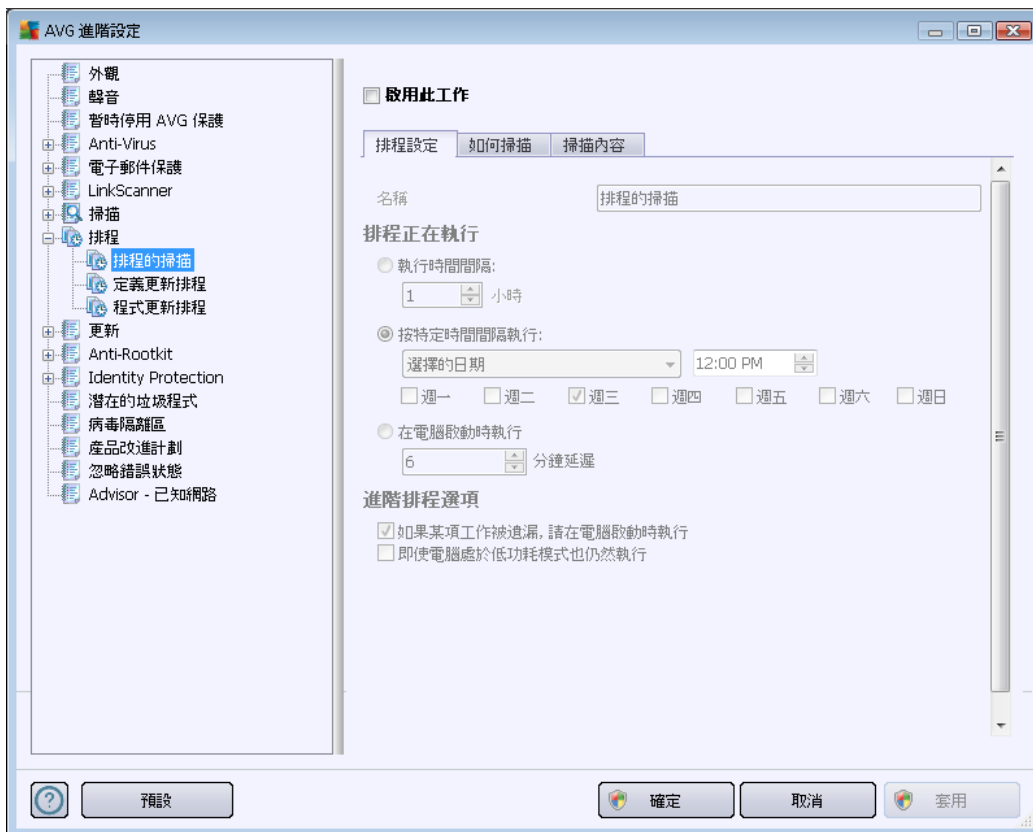 AVG 進階設定
外觀
聲音
暫時停用 AVG 保護
Anti-Virus
電子郵件保護
LinkScanner
掃描
排程
排程的掃描
定義更新排程
程式更新排程
更新
Anti-Rootkit
Identity Protection
潛在的垃圾程式
病毒隔離區
產品改進計劃
忽略錯誤狀態
Advisor - 已知網路
啟用此工作
排程設定 如何掃描 掃描內容
名稱 排程的掃描
排程正在執行
執行時間間隔:
1 小時
按特定時間間隔執行:
選擇的日期 12:00 PM
週一 週二 週三 週四 週五 週六 週日
在電腦啟動時執行
6 分鐘延遲
進階排程選項
如果某項工作被遺漏, 請在電腦啟動時執行
即使電腦處於低功耗模式也仍然執行
? 預設 確定 取消 套用